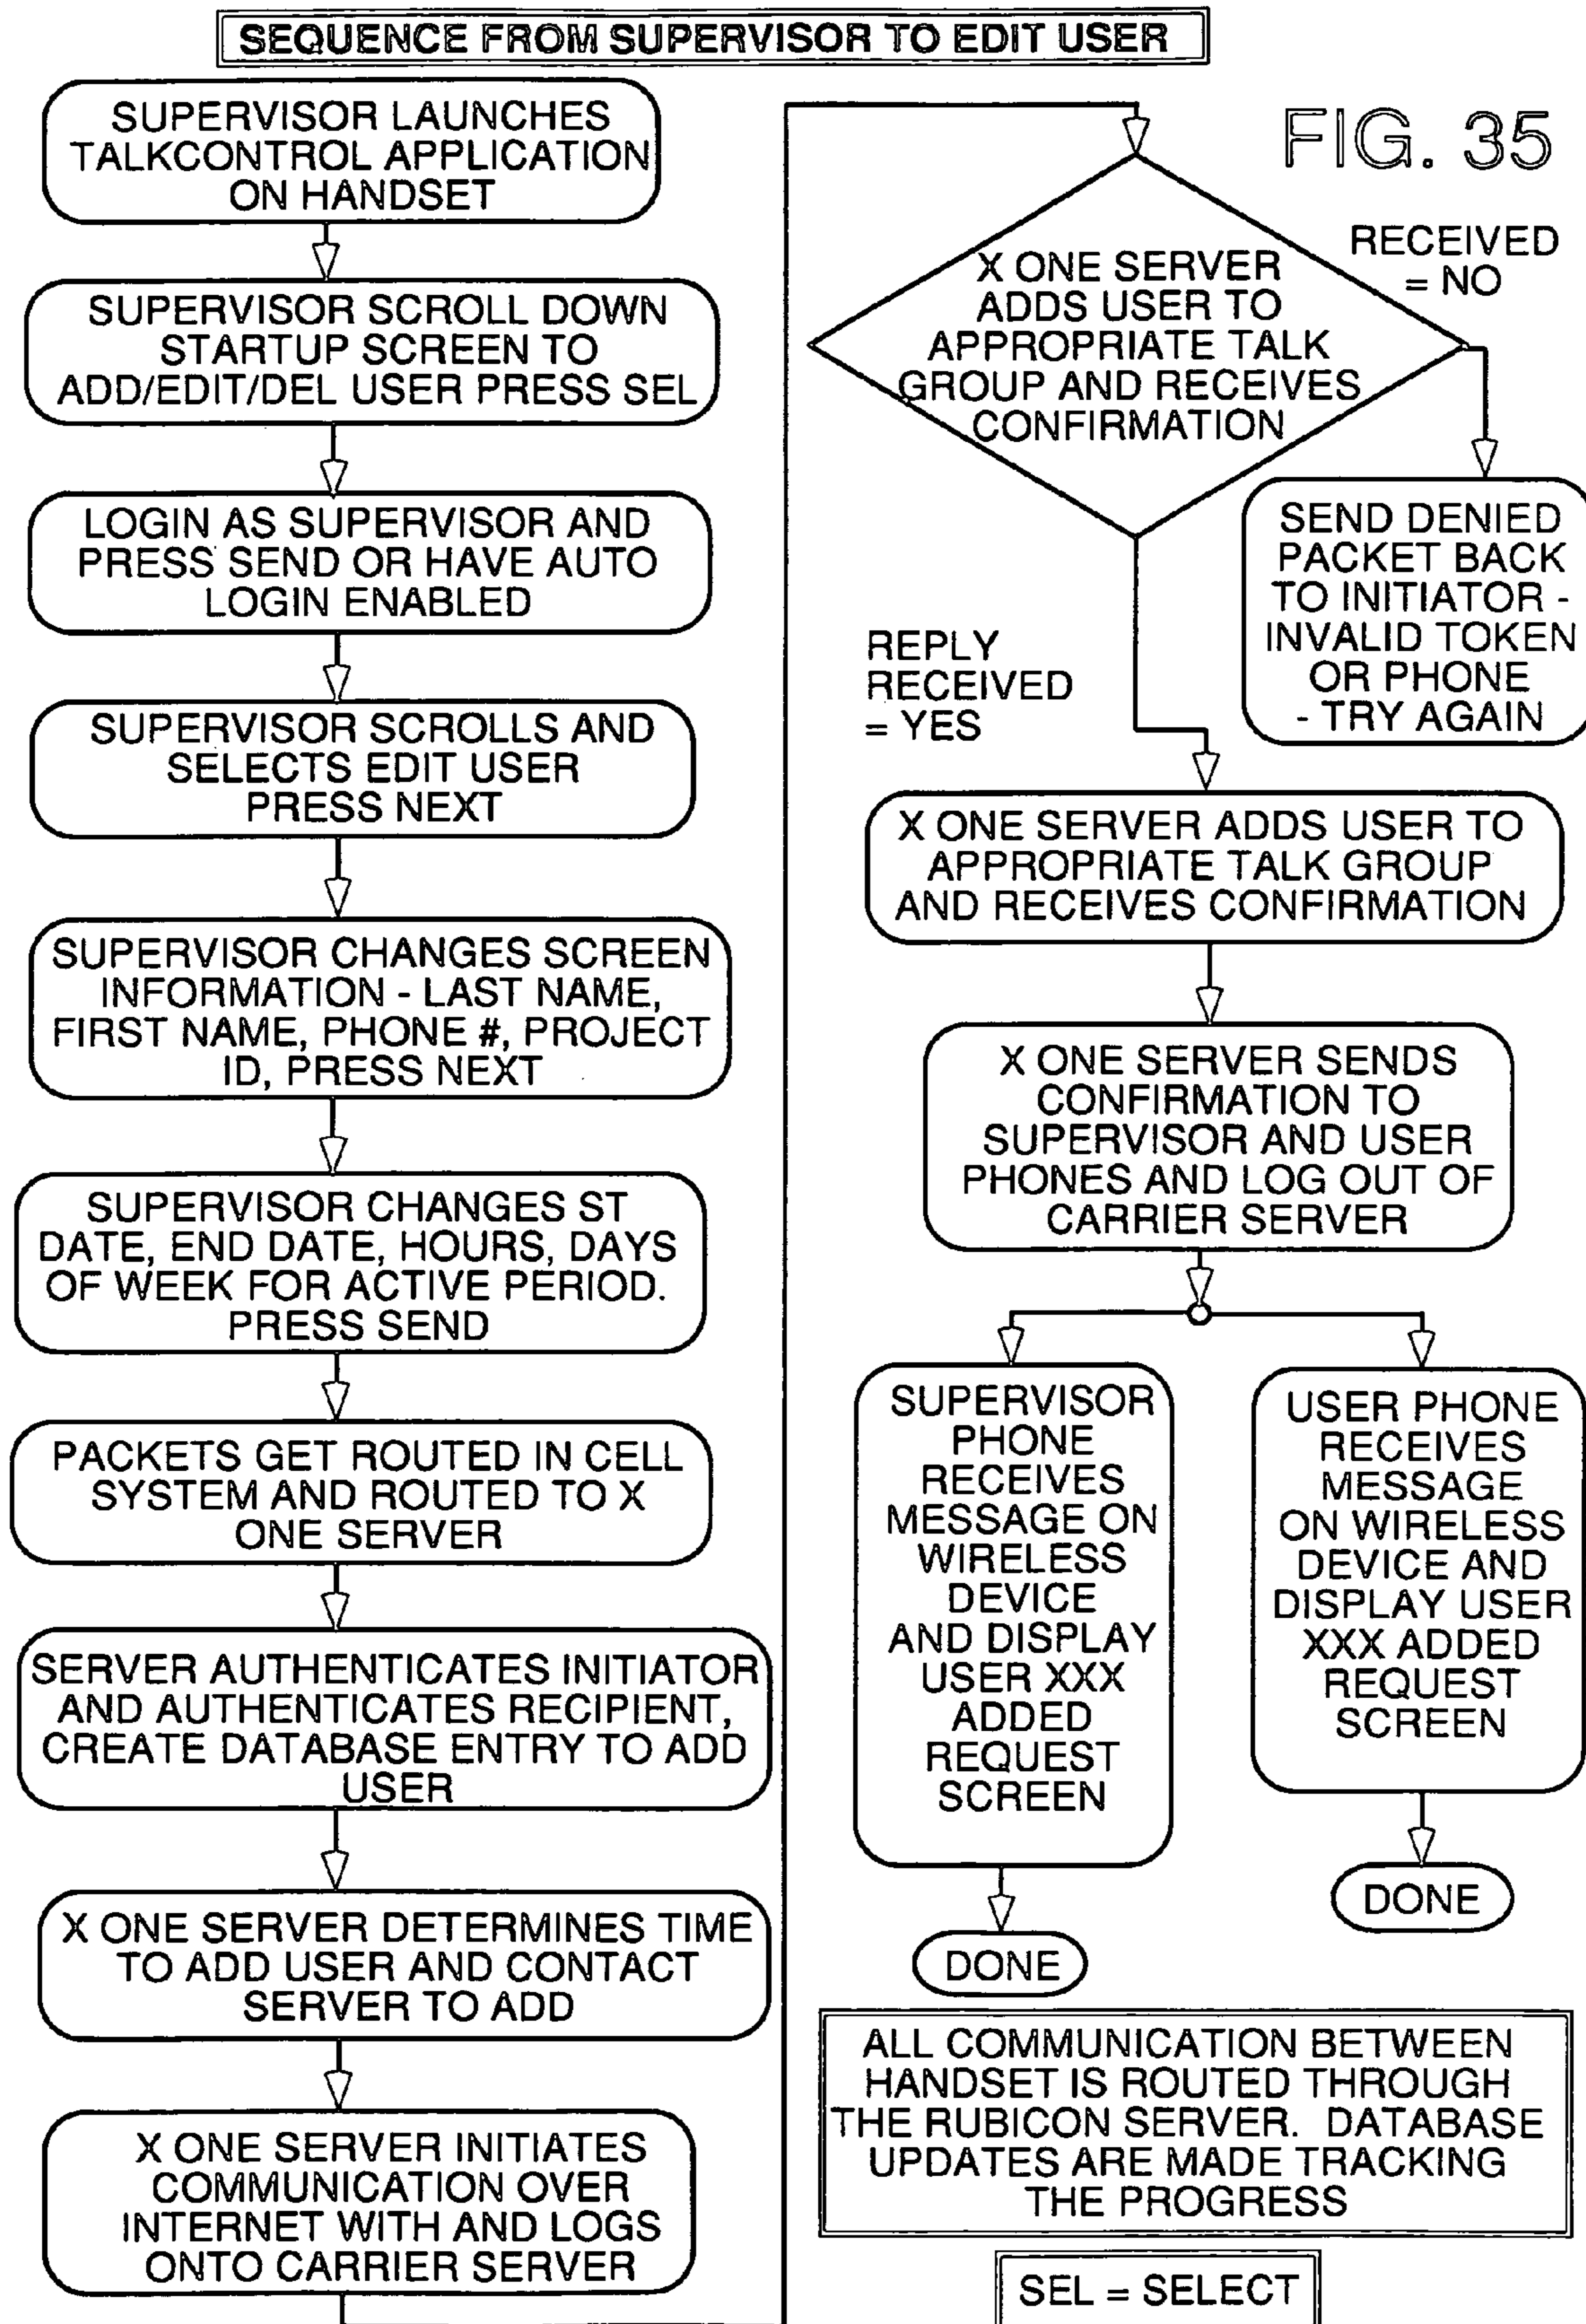 SEQUENCE FROM SUPERVISOR TO EDIT USER
SUPERVISOR LAUNCHES
TALKCONTROL APPLICATION
ON HANDSET
SUPERVISOR SCROLL DOWN
STARTUP SCREEN TO
ADD/EDIT/DEL USER PRESS SEL
LOGIN AS SUPERVISOR AND
PRESS SEND OR HAVE AUTO
LOGIN ENABLED
SUPERVISOR SCROLLS AND
SELECTS EDIT USER
PRESS NEXT
SUPERVISOR CHANGES SCREEN
INFORMATION - LAST NAME,
FIRST NAME, PHONE #, PROJECT
ID, PRESS NEXT
SUPERVISOR CHANGES ST
DATE, END DATE, HOURS, DAYS
OF WEEK FOR ACTIVE PERIOD.
PRESS SEND
PACKETS GET ROUTED IN CELL
SYSTEM AND ROUTED TO X
ONE SERVER
SERVER AUTHENTICATES INITIATOR
AND AUTHENTICATES RECIPIENT,
CREATE DATABASE ENTRY TO ADD
USER
X ONE SERVER DETERMINES TIME
TO ADD USER AND CONTACT
SERVER TO ADD
X ONE SERVER INITIATES
COMMUNICATION OVER
INTERNET WITH AND LOGS
ONTO CARRIER SERVER
FIG. 35
X ONE SERVER
ADDS USER TO
APPROPRIATE TALK
GROUP AND RECEIVES
CONFIRMATION
RECEIVED
= NO
SEND DENIED
PACKET BACK
TO INITIATOR -
INVALID TOKEN
OR PHONE
- TRY AGAIN
REPLY
RECEIVED
= YES
X ONE SERVER ADDS USER TO
APPROPRIATE TALK GROUP
AND RECEIVES CONFIRMATION
X ONE SERVER SENDS
CONFIRMATION TO
SUPERVISOR AND USER
PHONES AND LOG OUT OF
CARRIER SERVER
SUPERVISOR
PHONE
RECEIVES
MESSAGE ON
WIRELESS
DEVICE
AND DISPLAY
USER XXX
ADDED
REQUEST
SCREEN
DONE
USER PHONE
RECEIVES
MESSAGE
ON WIRELESS
DEVICE AND
DISPLAY USER
XXX ADDED
REQUEST
SCREEN
DONE
ALL COMMUNICATION BETWEEN
HANDSET IS ROUTED THROUGH
THE RUBICON SERVER. DATABASE
UPDATES ARE MADE TRACKING
THE PROGRESS
SEL = SELECT